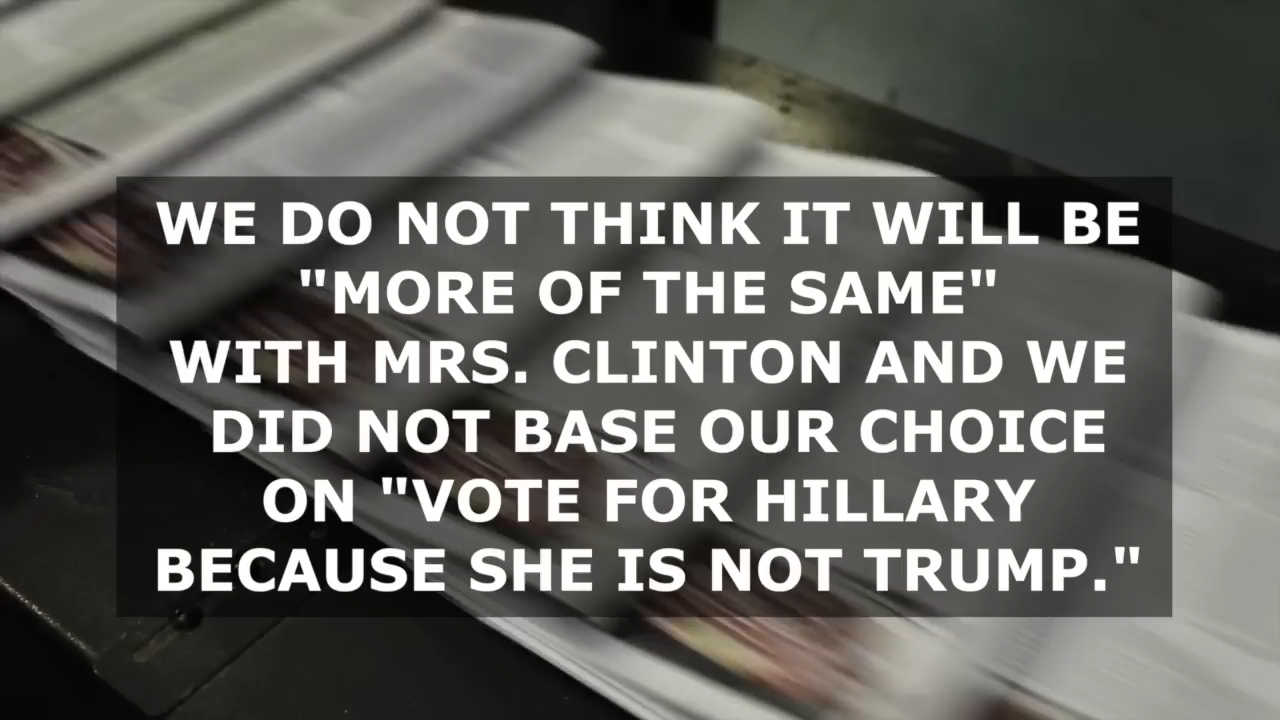 WE DO NOT THINK IT WILL BE
"MORE OF THE SAME"
WITH MRS. CLINTON AND WE
DID NOT BASE OUR CHOICE
ON "VOTE FOR HILLARY
BECAUSE SHE IS NOT TRUMP."